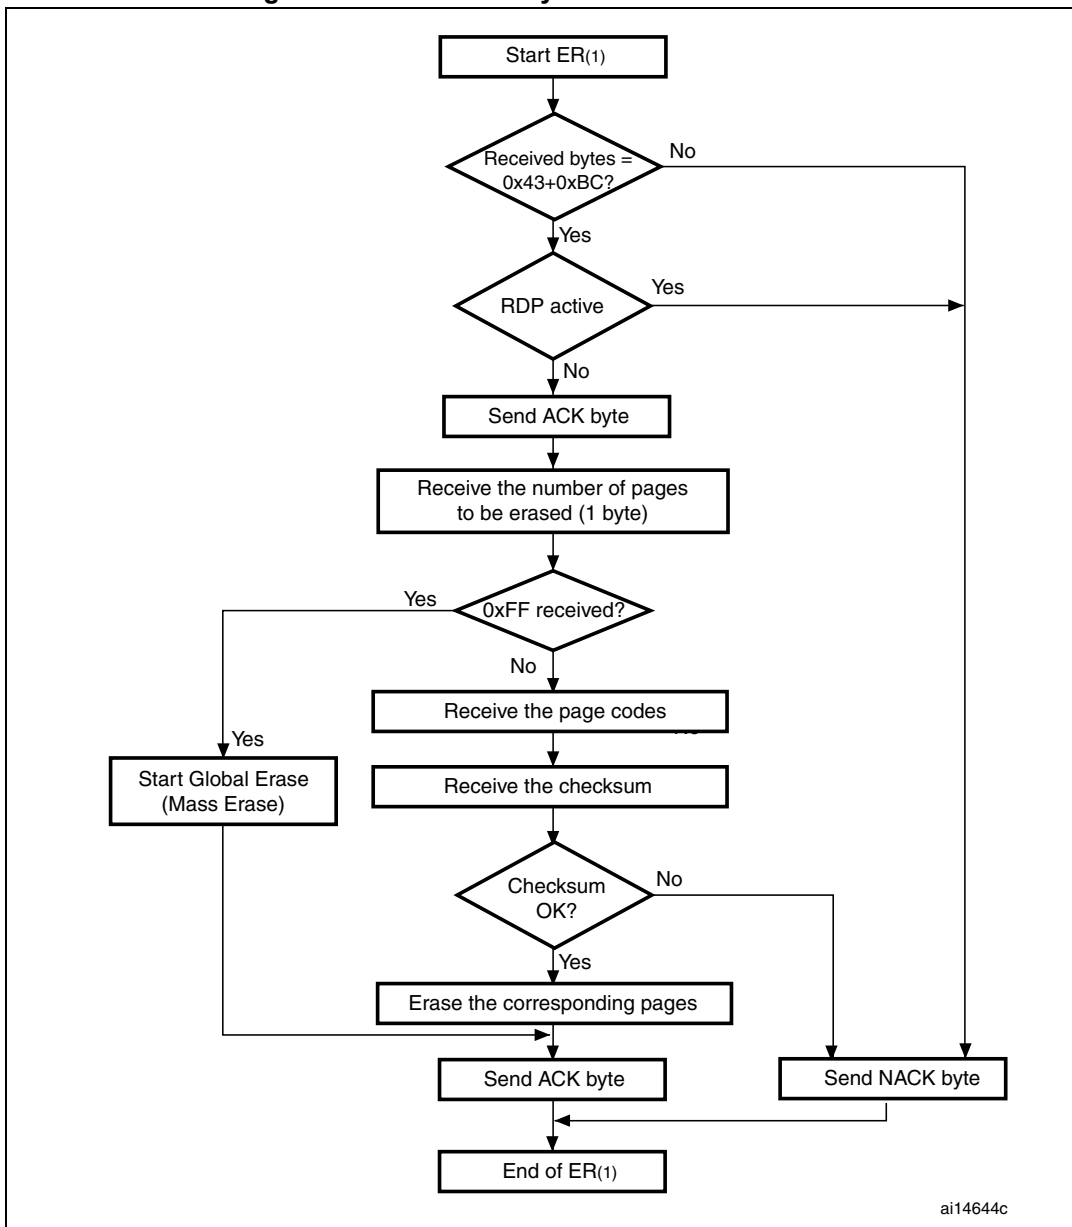 Start ER(1)
Received bytes =
0x43+0xBC?
No
Yes
RDP active
Yes
No
Send ACK byte
Receive the number of pages
to be erased (1 byte)
Yes
0xFF received?
No
Receive the page codes
Yes
Start Global Erase
(Mass Erase)
Receive the checksum
Checksum
OK?
No
Yes
Erase the corresponding pages
Send ACK byte
Send NACK byte
End of ER(1)
ai14644c